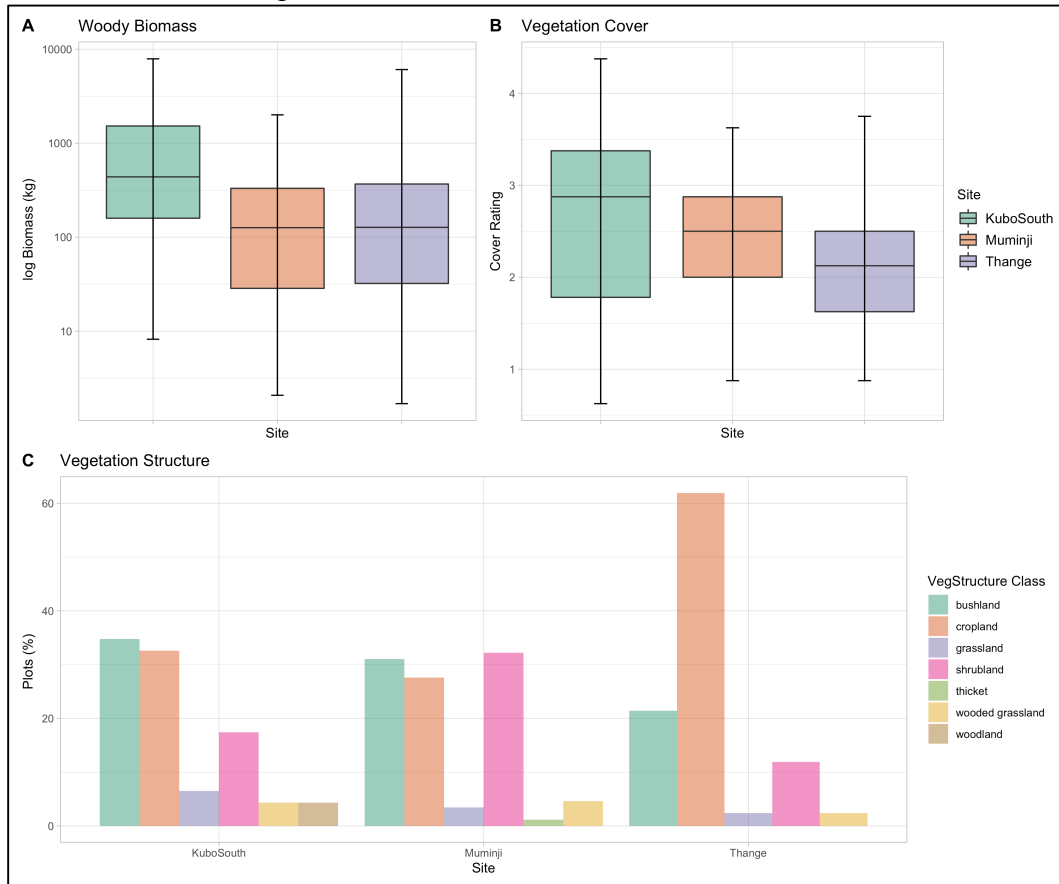 A Woody Biomass
10000
1000
100
10
log Biomass (kg)
Site
B Vegetation Cover
4
3
2
1
Cover Rating
Site
Site
KuboSouth
Muminji
Thange
C Vegetation Structure
60
40
20
0
Plots (%)
KuboSouth Muminji Thange
Site
VegStructure Class
bushland
cropland
grassland
shrubland
thicket
wooded grassland
woodland